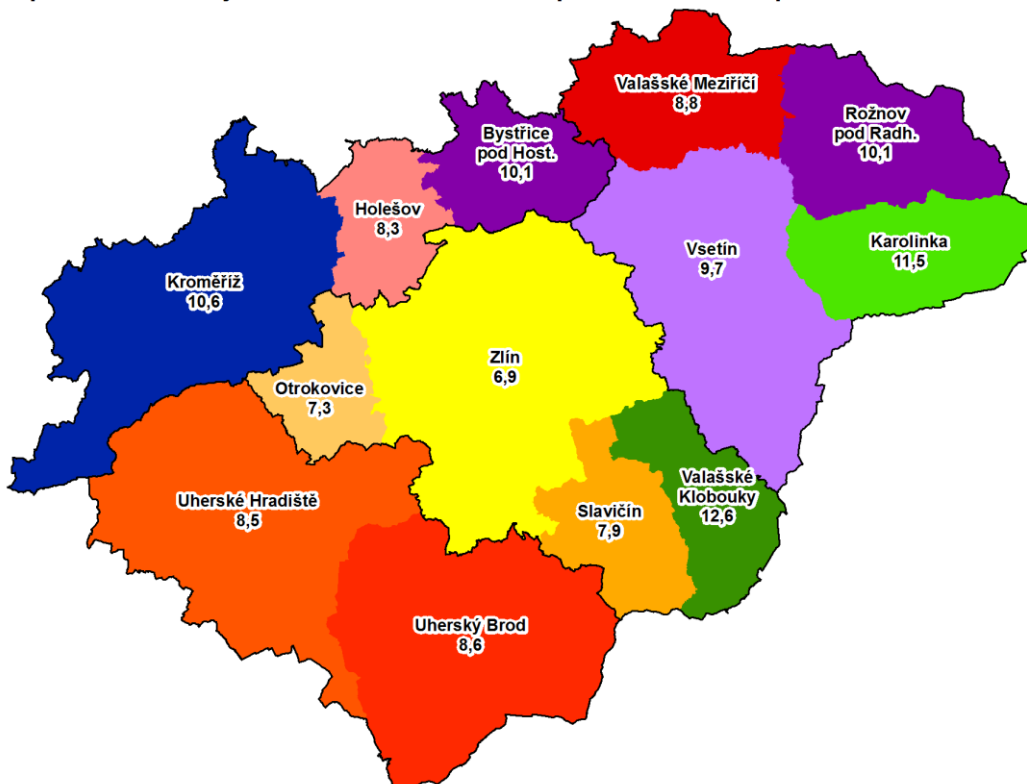 Valašské Meziříčí
8,8
Rožnov
pod Radh.
10,1
Bystřice
pod Host.
10,1
Holešov
8,3
Vsetín
9,7
Karolinka
11,5
Kroměříž
10,6
Zlín
6,9
Otrokovice
7,3
Valašské
Klobouky
12,6
Uherské Hradiště
8,5
Slavičín
7,9
Uherský Brod
8,6